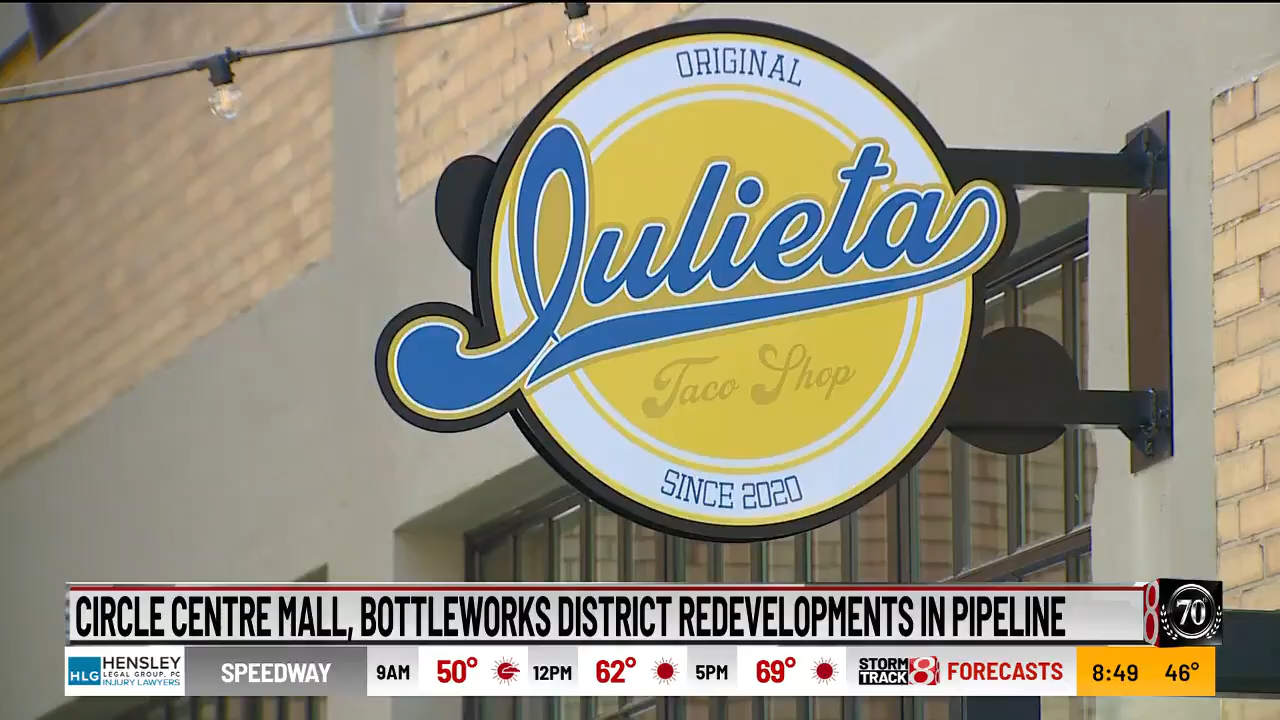 ORIGINAL
Julieta
Taco Shop
SINCE 2020
CIRCLE CENTRE MALL, BOTTLEWORKS DISTRICT REDEVELOPMENTS IN PIPELINE
8 70
HLG HENSLEY LEGAL GROUP, PC INJURY LAWYERS
SPEEDWAY
9AM 50° 12PM 62° 5PM 69°
STORM TRACK 8 FORECASTS
8:49 46°